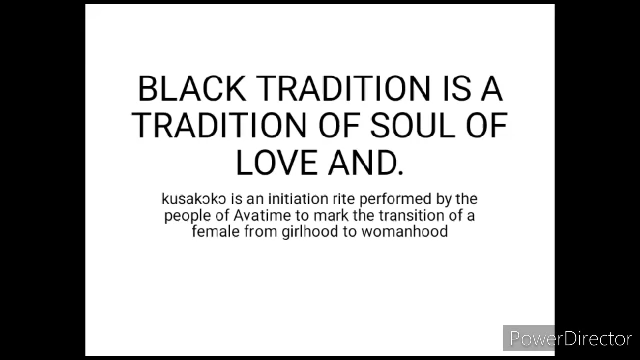 BLACK TRADITION IS A
TRADITION OF SOUL OF
LOVE AND.
kusakɔkɔ is an initiation rite performed by the
people of Avatime to mark the transition of a
female from girlhood to womanhood
PowerDirector